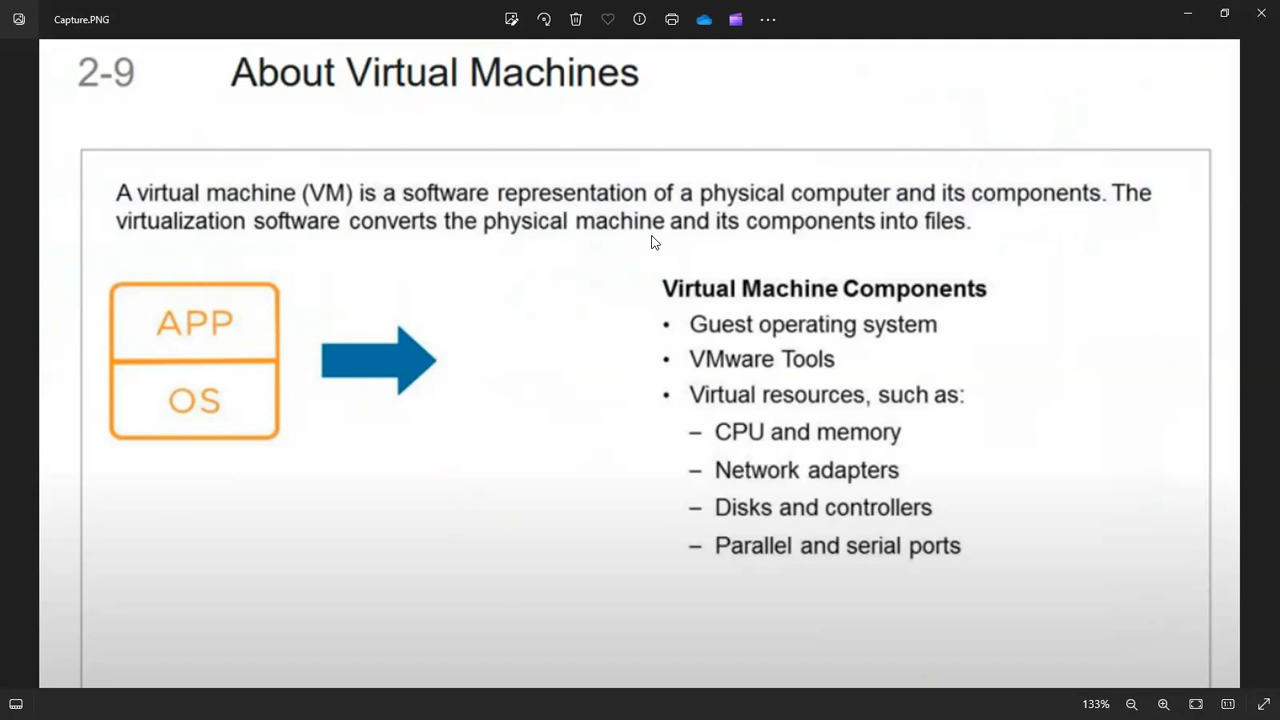 Capture.PNG
2-9 About Virtual Machines
A virtual machine (VM) is a software representation of a physical computer and its components. The
virtualization software converts the physical machine and its components into files.
APP
OS
Virtual Machine Components
• Guest operating system
• VMware Tools
• Virtual resources, such as:
– CPU and memory
– Network adapters
– Disks and controllers
– Parallel and serial ports
133%
1:1